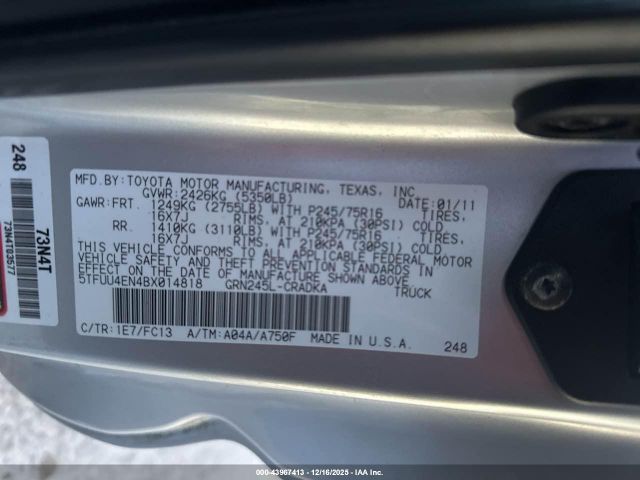 248
73N4T
73N4T03577
MFD.BY:TOYOTA MOTOR MANUFACTURING, TEXAS, INC.
GVWR:2426KG (5350LB) DATE: 01/11
GAWR:FRT. 1249KG (2755LB) WITH P245/75R16 TIRES,
16X7J RIMS, AT 210KPA (30PSI) COLD
RR. 1410KG (3110LB) WITH P245/75R16 TIRES,
16X7J RIMS, AT 210KPA (30PSI) COLD
THIS VEHICLE CONFORMS TO ALL APPLICABLE FEDERAL MOTOR
VEHICLE SAFETY AND THEFT PREVENTION STANDARDS IN
EFFECT ON THE DATE OF MANUFACTURE SHOWN ABOVE.
5TFUU4EN4BX014818 GRN245L-CRADKA TRUCK
C/TR:1E7/FC13 A/TM:A04A/A750F MADE IN U.S.A. 248
000-43967413 - 12/16/2025 - IAA Inc.